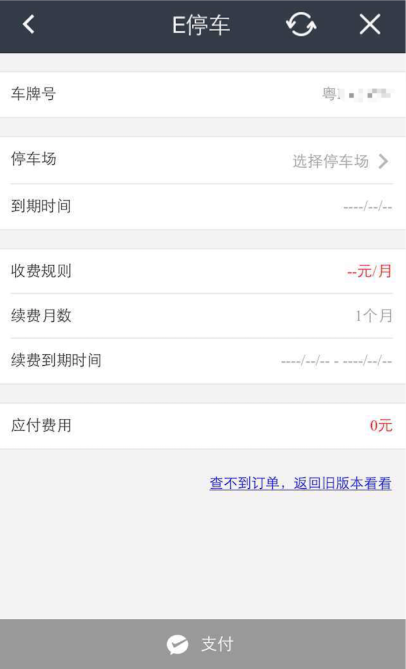 E停车
车牌号 粤
停车场 选择停车场
到期时间 ----/--/--
收费规则 --元/月
续费月数 1个月
续费到期时间 ----/--/-- - ----/--/--
应付费用 0元
查不到订单，返回旧版本看看
支付